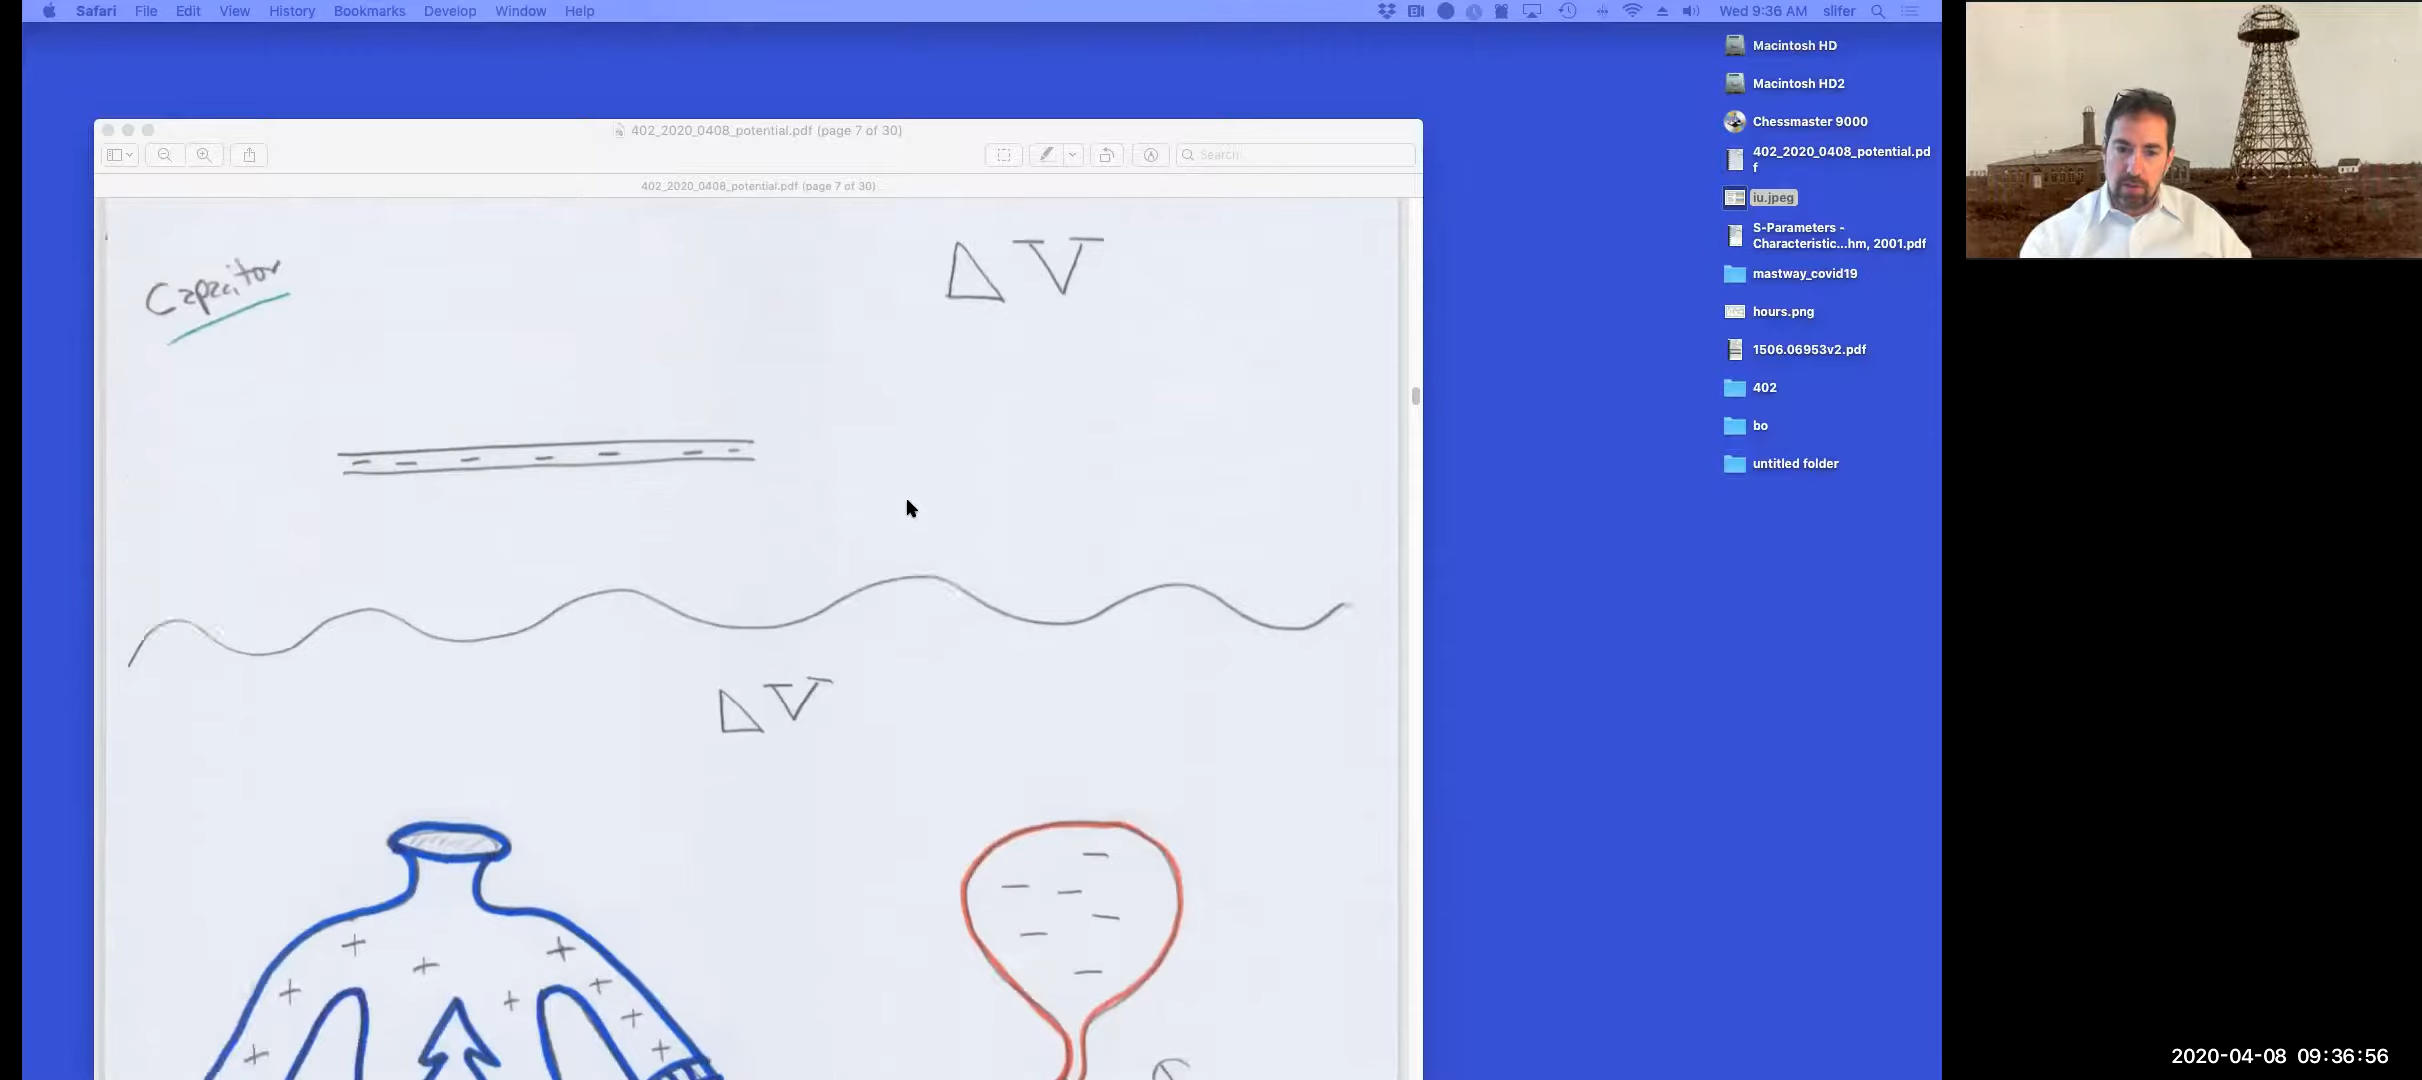 Safari File Edit View History Bookmarks Develop Window Help Wed 9:36 AM slifer
Macintosh HD
Macintosh HD2
Chessmaster 9000
402_2020_0408_potential.pd
f
iu.jpeg
S-Parameters -
Characteristic...hm, 2001.pdf
mastway_covid19
hours.png
1506.06953v2.pdf
402
bo
untitled folder
402_2020_0408_potential.pdf (page 7 of 30)
Search
402_2020_0408_potential.pdf (page 7 of 30)
Capacitor
ΔV
- - - - - - -
ΔV
+ + + + + + + + +
- - - - - -
2020-04-08 09:36:56